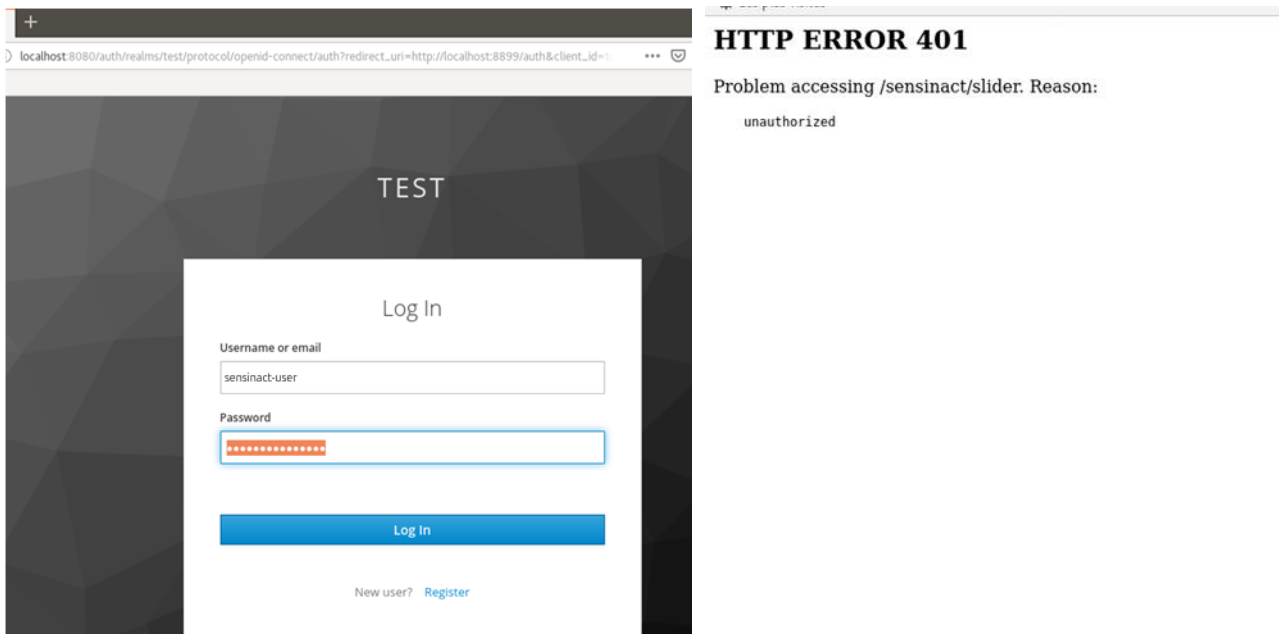 +
localhost:8080/auth/realms/test/protocol/openid-connect/auth?redirect_uri=http://localhost:8899/auth&client_id=
TEST
Log In
Username or email
sensinact-user
Password
•••••••••••••••
Log In
New user? Register
HTTP ERROR 401
Problem accessing /sensinact/slider. Reason:
unauthorized